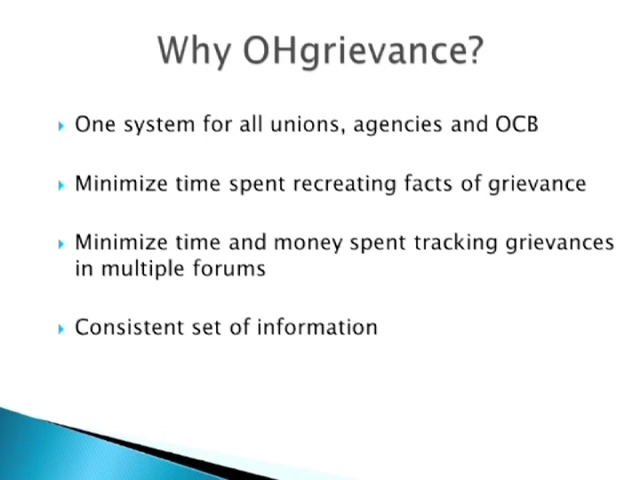 Why OHgrievance?
One system for all unions, agencies and OCB
Minimize time spent recreating facts of grievance
Minimize time and money spent tracking grievances
in multiple forums
Consistent set of information